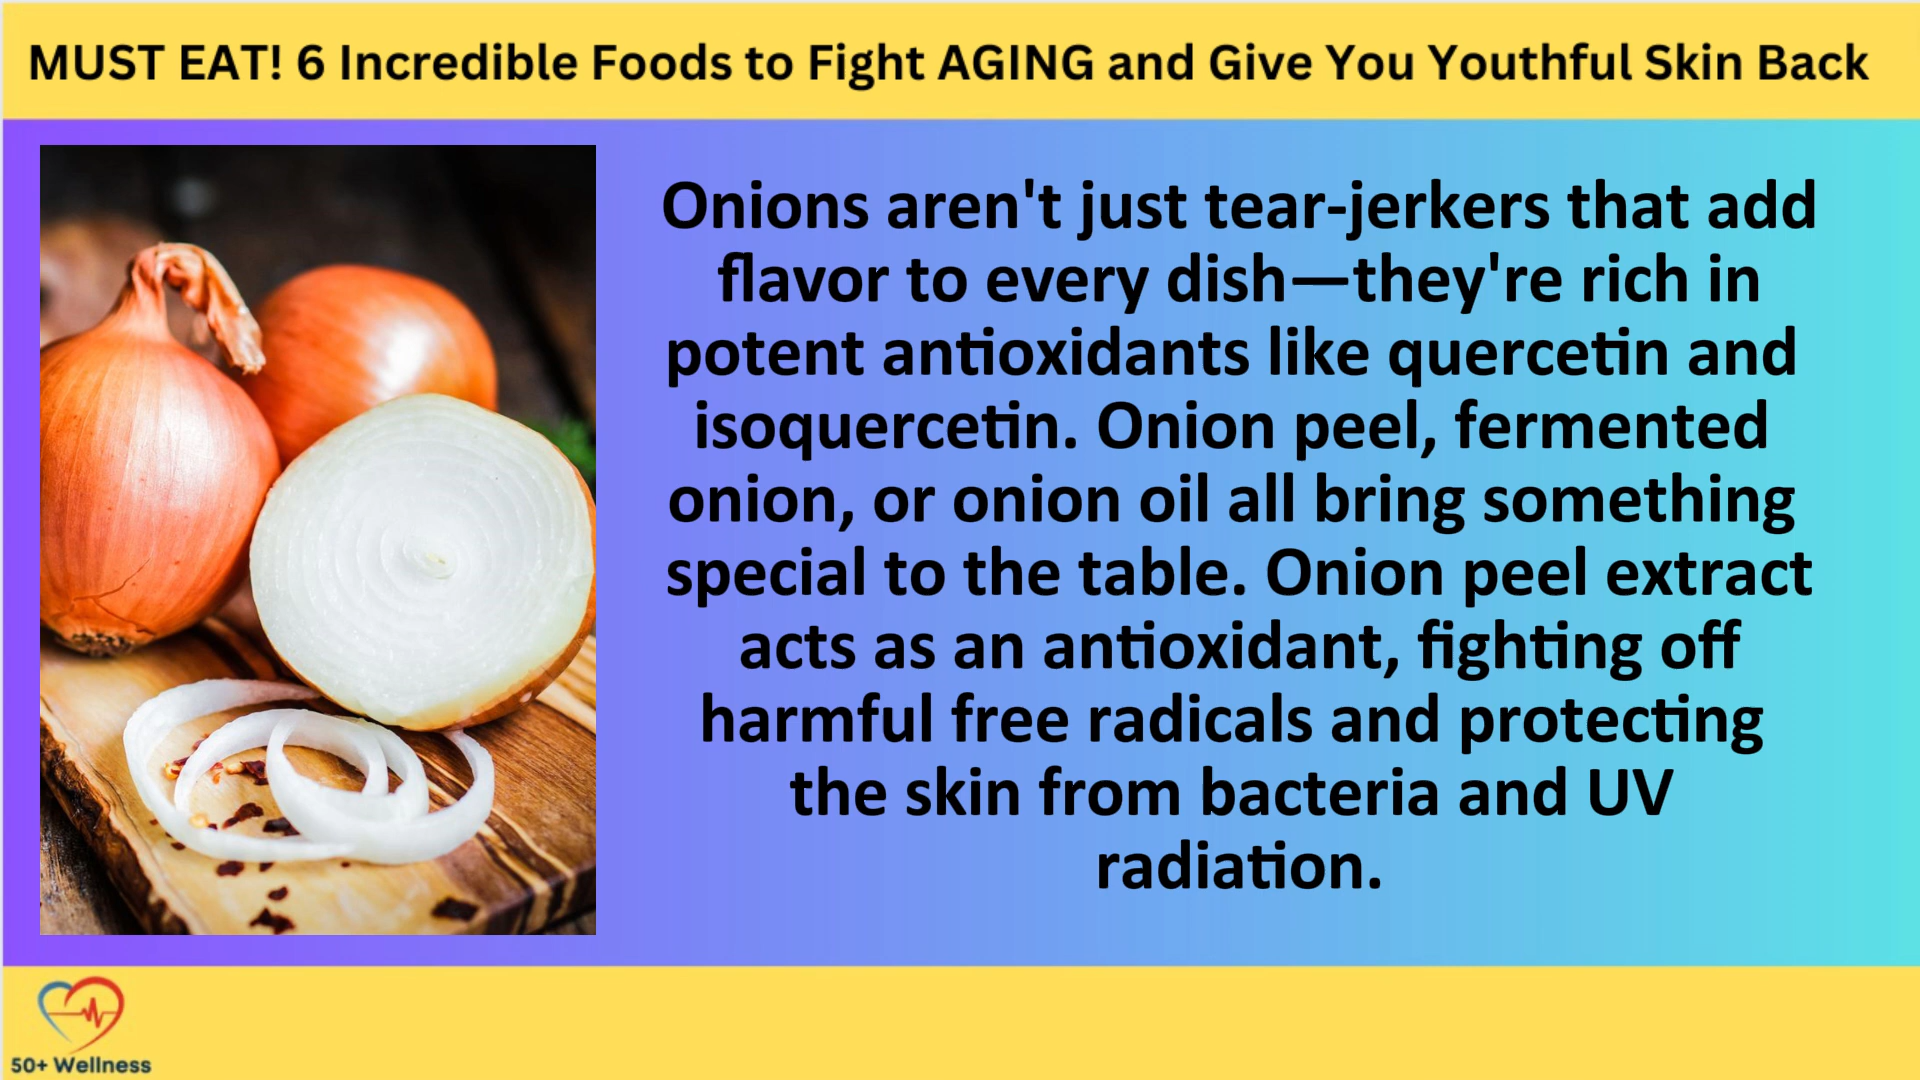 MUST EAT! 6 Incredible Foods to Fight AGING and Give You Youthful Skin Back
Onions aren't just tear-jerkers that add
flavor to every dish—they're rich in
potent antioxidants like quercetin and
isoquercetin. Onion peel, fermented
onion, or onion oil all bring something
special to the table. Onion peel extract
acts as an antioxidant, fighting off
harmful free radicals and protecting
the skin from bacteria and UV
radiation.
50+ Wellness